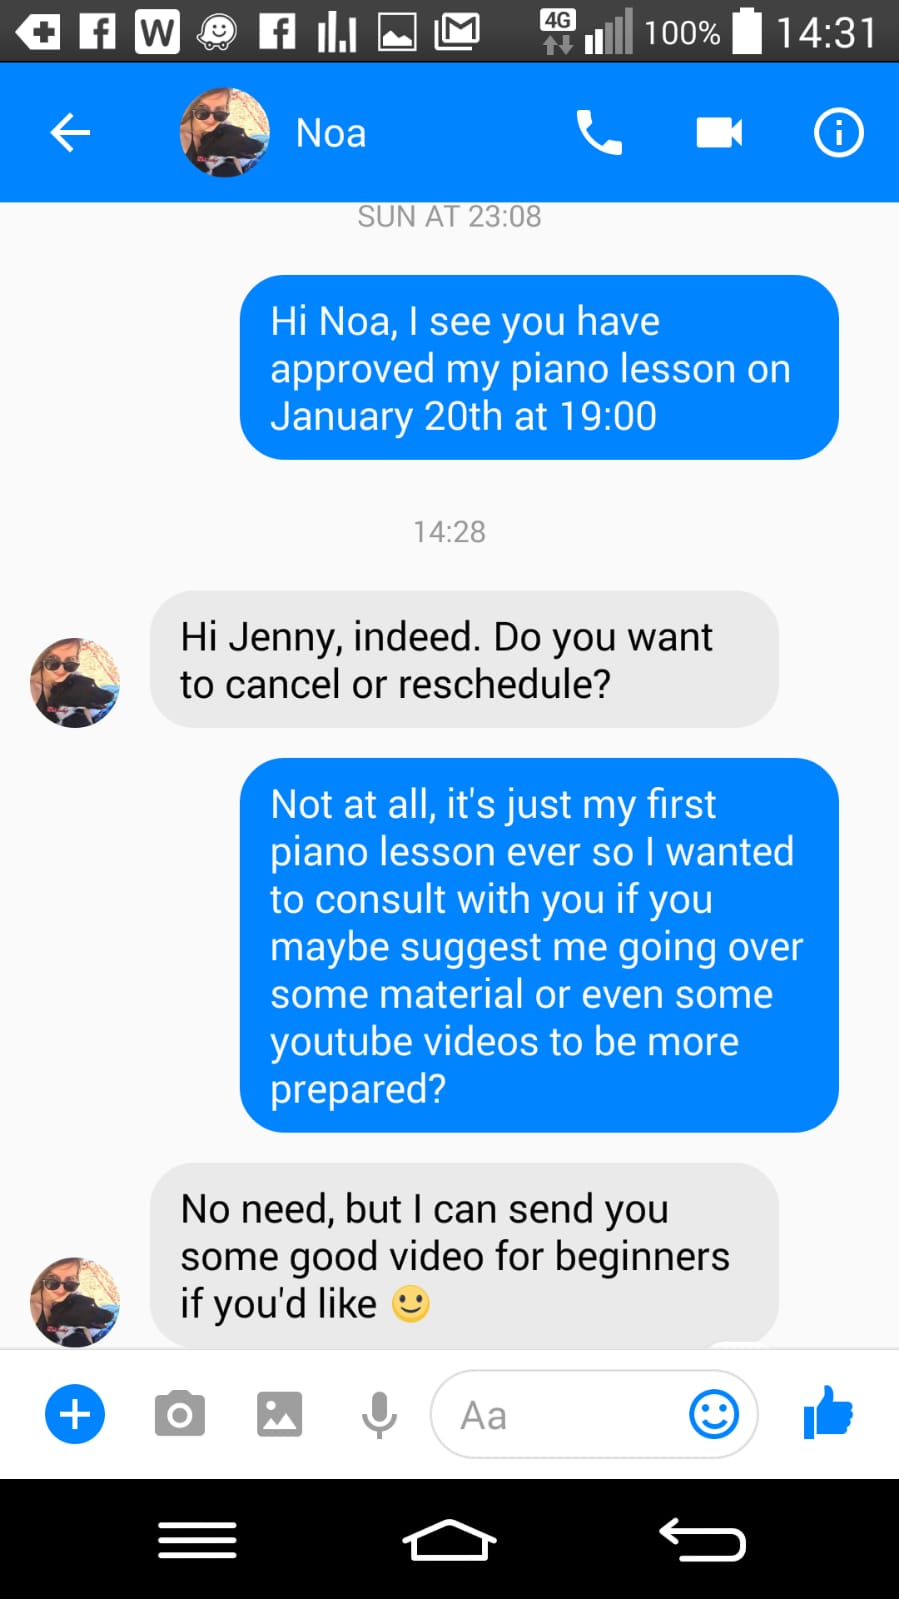 W 4G 100% 14:31
Noa
SUN AT 23:08
Hi Noa, I see you have
approved my piano lesson on
January 20th at 19:00
14:28
Hi Jenny, indeed. Do you want
to cancel or reschedule?
Not at all, it's just my first
piano lesson ever so I wanted
to consult with you if you
maybe suggest me going over
some material or even some
youtube videos to be more
prepared?
No need, but I can send you
some good video for beginners
if you'd like 🙂
Aa